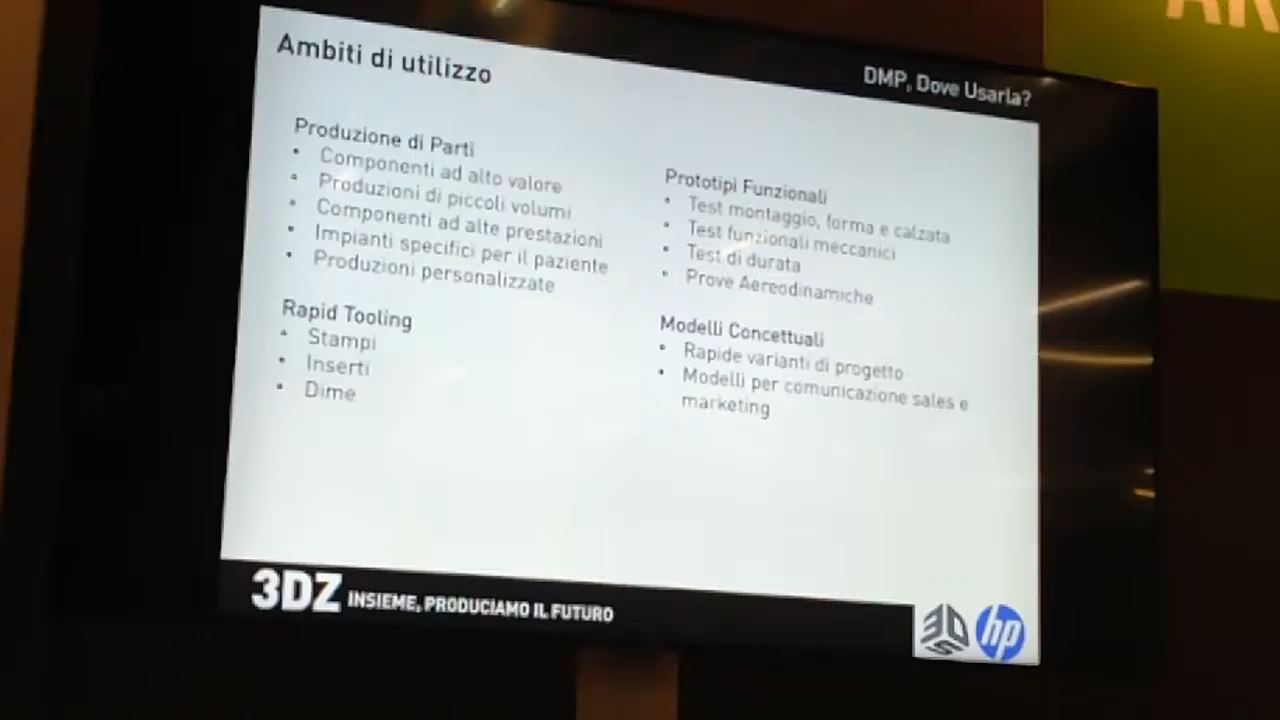 Ambiti di utilizzo
DMP, Dove Usarla?
Produzione di Parti
• Componenti ad alto valore
• Produzioni di piccoli volumi
• Componenti ad alte prestazioni
• Impianti specifici per il paziente
• Produzioni personalizzate
Rapid Tooling
• Stampi
• Inserti
• Dime
Prototipi Funzionali
• Test montaggio, forma e calzata
• Test funzionali meccanici
• Test di durata
• Prove Aereodinamiche
Modelli Concettuali
• Rapide varianti di progetto
• Modelli per comunicazione sales e
marketing
3DZ INSIEME, PRODUCIAMO IL FUTURO
3DS
hp